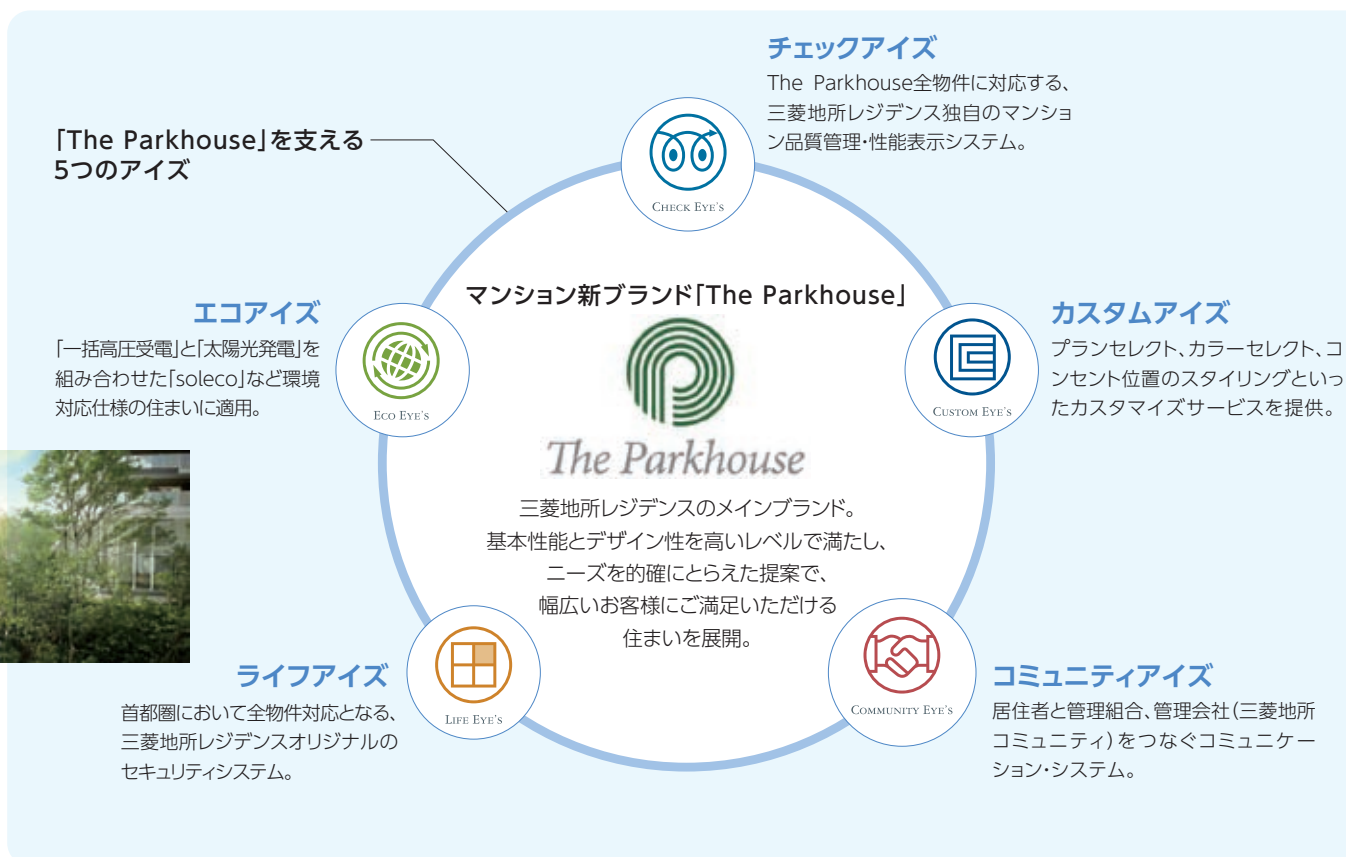 「The Parkhouse」を支える
5つのアイズ
チェックアイズ
The Parkhouse全物件に対応する、
三菱地所レジデンス独自のマンショ
ン品質管理・性能表示システム。
CHECK EYE'S
エコアイズ
「一括高圧受電」と「太陽光発電」を
組み合わせた「soleco」など環境
対応仕様の住まいに適用。
ECO EYE'S
マンション新ブランド「The Parkhouse」
The Parkhouse
三菱地所レジデンスのメインブランド。
基本性能とデザイン性を高いレベルで満たし、
ニーズを的確にとらえた提案で、
幅広いお客様にご満足いただける
住まいを展開。
カスタムアイズ
プランセレクト、カラーセレクト、コ
ンセント位置のスタイリングといっ
たカスタマイズサービスを提供。
CUSTOM EYE'S
ライフアイズ
首都圏において全物件対応となる、
三菱地所レジデンスオリジナルの
セキュリティシステム。
LIFE EYE'S
コミュニティアイズ
居住者と管理組合、管理会社(三菱地所
コミュニティ)をつなぐコミュニケー
ション・システム。
COMMUNITY EYE'S